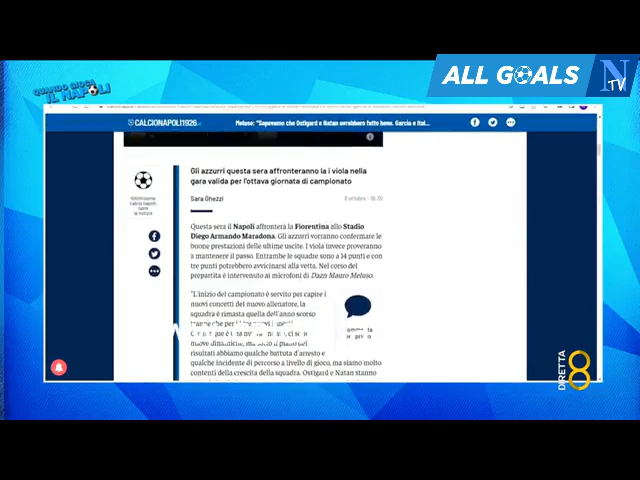 ALL GOALS
N
TV
QUANDO GIOCA
IL NAPOLI
CALCIONAPOLI1926
Meluso: "Sapevamo che Ostigard e Natan avrebbero fatto bene. Garcia e Ital...
Gli azzurri questa sera affronteranno la i viola nella
gara valida per l'ottava giornata di campionato
Sara Ghezzi
8 ottobre - 18:30
Questa sera il Napoli affronterà la Fiorentina allo Stadio
Diego Armando Maradona. Gli azzurri vorranno confermare le
buone prestazioni delle ultime uscite. I viola invece proveranno
a mantenere il passo. Entrambe le squadre sono a 14 punti e con
tre punti potrebbero avvicinarsi alla vetta. Nel corso del
prepartita è intervenuto ai microfoni di Dazn Mauro Meluso.
"L'inizio del campionato è servito per capire i
nuovi concetti del nuovo allenatore, la
squadra è rimasta quella dell'anno scorso
nuove dinamiche,
risultati abbiamo qualche battuta d'arresto e
qualche incidente di percorso a livello di gioco, ma siamo molto
contenti della crescita della squadra. Ostigard e Natan stanno
DIRETTA
8